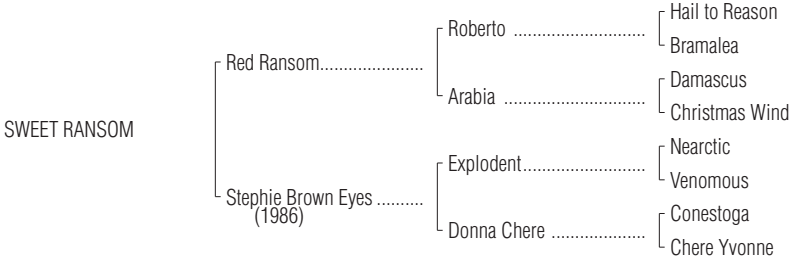 Hail to Reason
Roberto ............................
Bramalea
Red Ransom......................
Damascus
Arabia ..............................
Christmas Wind
SWEET RANSOM
Nearctic
Explodent..........................
Venomous
Stephie Brown Eyes ..........
(1986)
Conestoga
Donna Chere ....................
Chere Yvonne